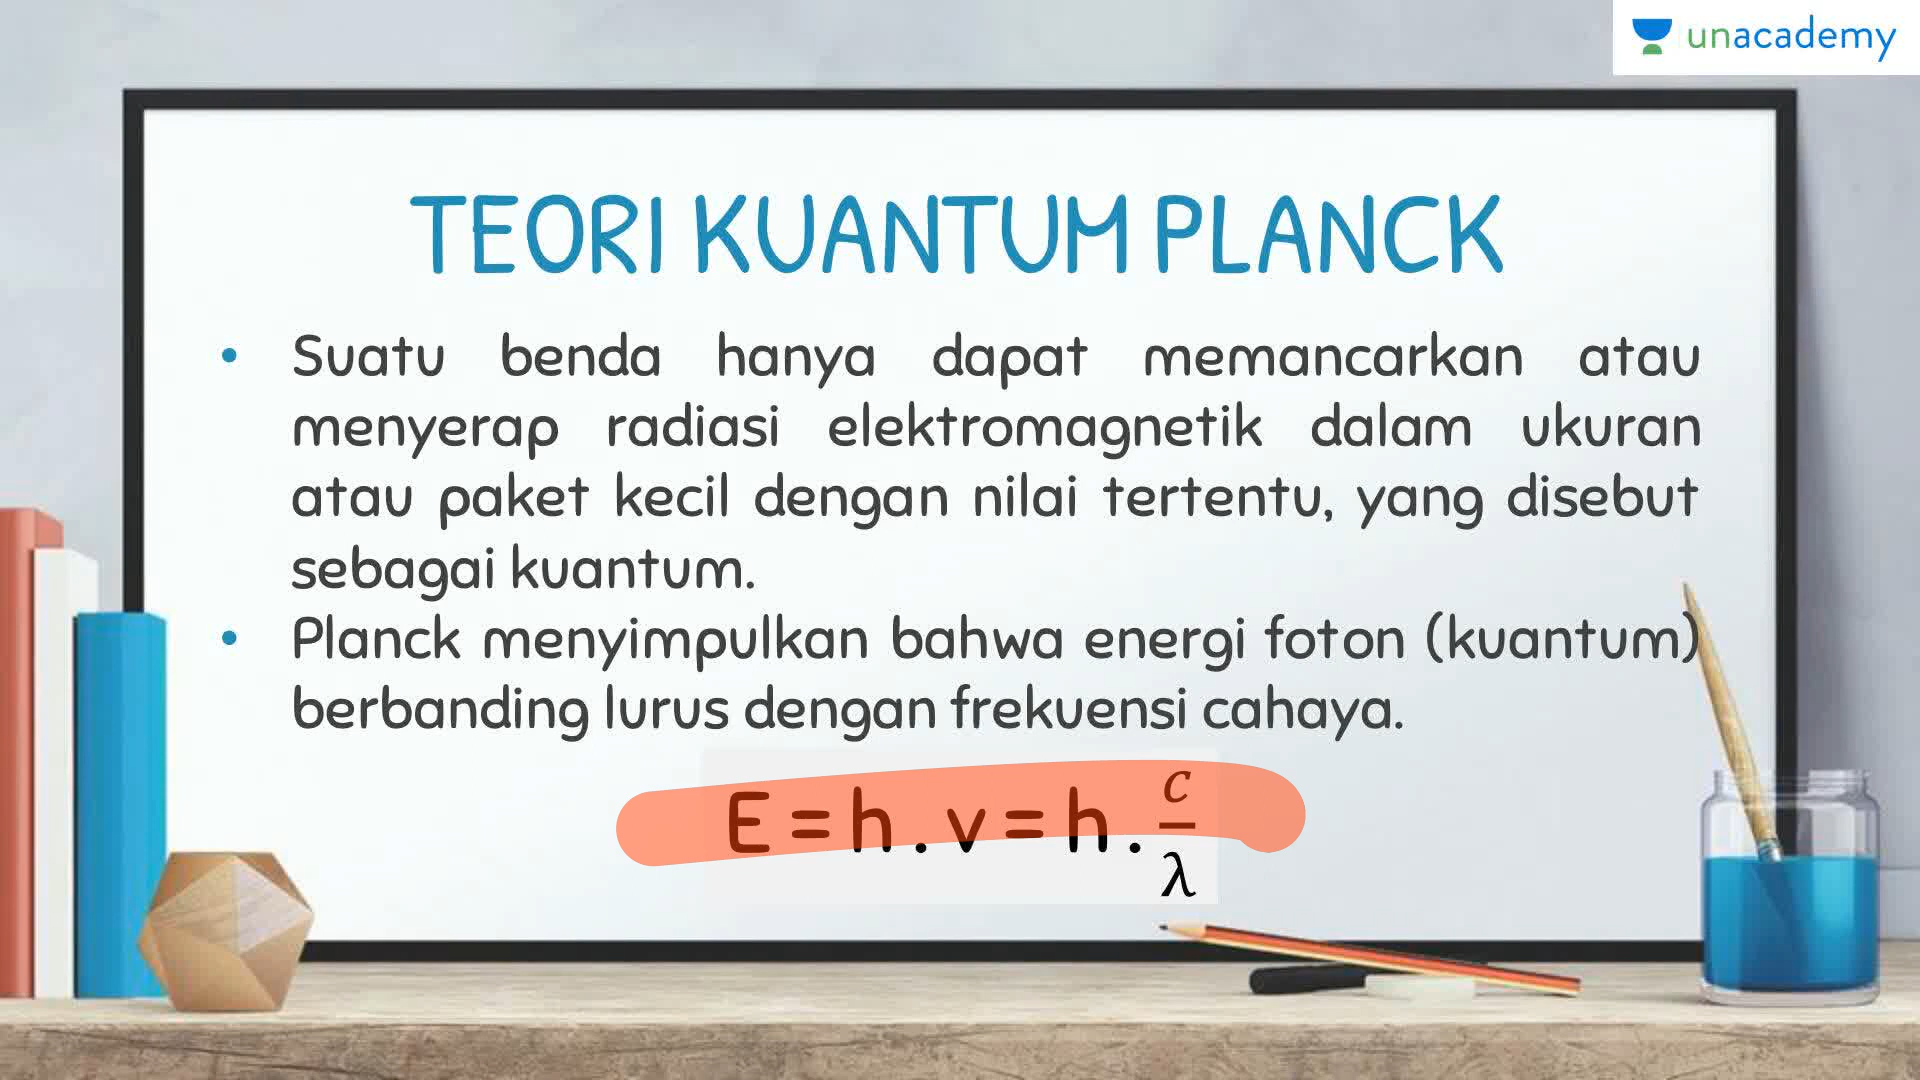 unacademy
TEORI KUANTUM PLANCK
• Suatu benda hanya dapat memancarkan atau
menyerap radiasi elektromagnetik dalam ukuran
atau paket kecil dengan nilai tertentu, yang disebut
sebagai kuantum.
• Planck menyimpulkan bahwa energi foton (kuantum)
berbanding lurus dengan frekuensi cahaya.
E = h . v = h . c/λ